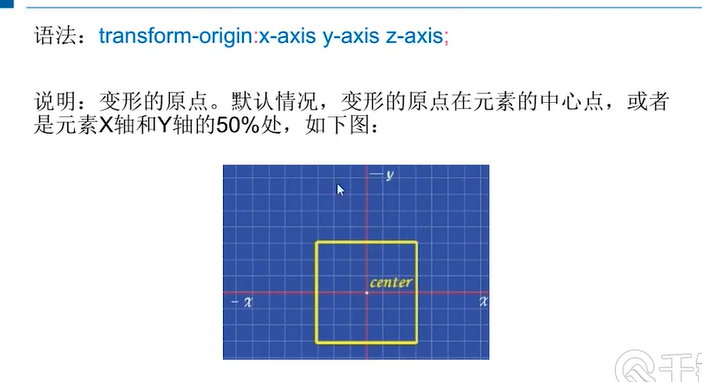 语法：transform-origin:x-axis y-axis z-axis;
说明：变形的原点。默认情况，变形的原点在元素的中心点，或者
是元素X轴和Y轴的50%处，如下图：
—y
center
- x
x